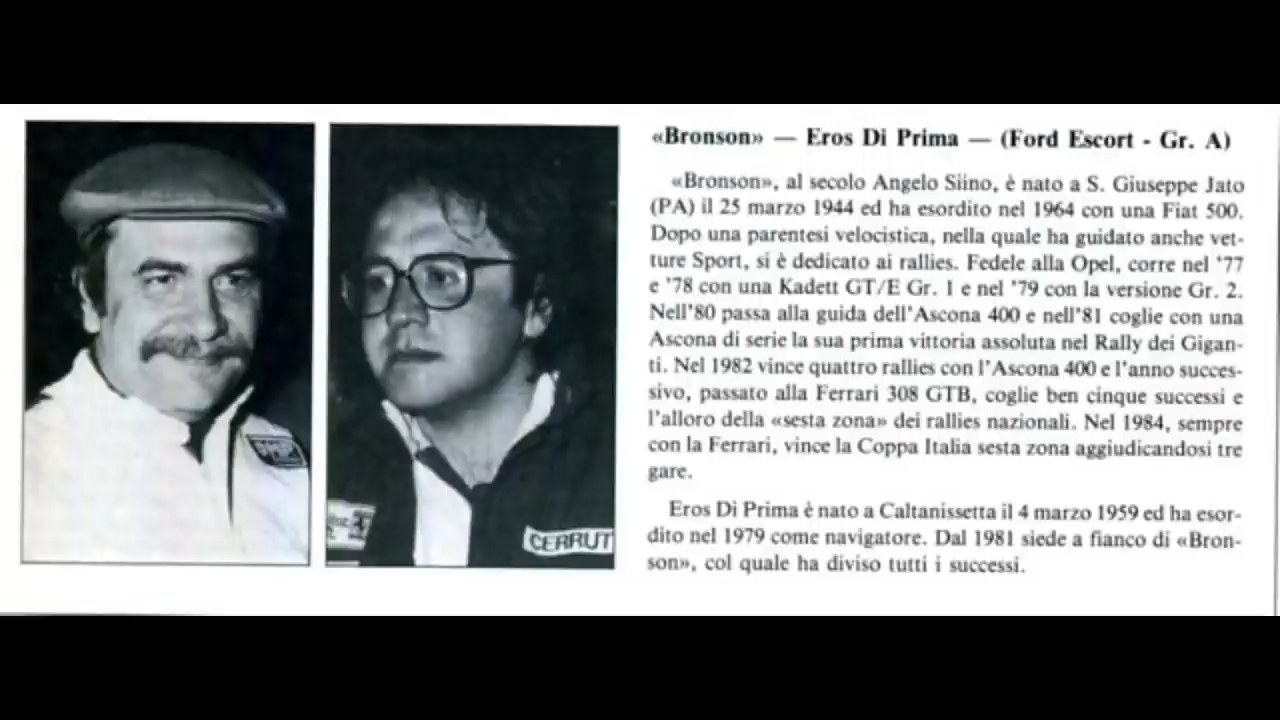 «Bronson» — Eros Di Prima — (Ford Escort - Gr. A)
«Bronson», al secolo Angelo Siino, è nato a S. Giuseppe Jato
(PA) il 25 marzo 1944 ed ha esordito nel 1964 con una Fiat 500.
Dopo una parentesi velocistica, nella quale ha guidato anche vet-
ture Sport, si è dedicato ai rallies. Fedele alla Opel, corre nel '77
e '78 con una Kadett GT/E Gr. 1 e nel '79 con la versione Gr. 2.
Nell'80 passa alla guida dell'Ascona 400 e nell'81 coglie con una
Ascona di serie la sua prima vittoria assoluta nel Rally dei Gigan-
ti. Nel 1982 vince quattro rallies con l'Ascona 400 e l'anno succes-
sivo, passato alla Ferrari 308 GTB, coglie ben cinque successi e
l'alloro della «sesta zona» dei rallies nazionali. Nel 1984, sempre
con la Ferrari, vince la Coppa Italia sesta zona aggiudicandosi tre
gare.
Eros Di Prima è nato a Caltanissetta il 4 marzo 1959 ed ha esor-
dito nel 1979 come navigatore. Dal 1981 siede a fianco di «Bron-
son», col quale ha diviso tutti i successi.
CERRUT